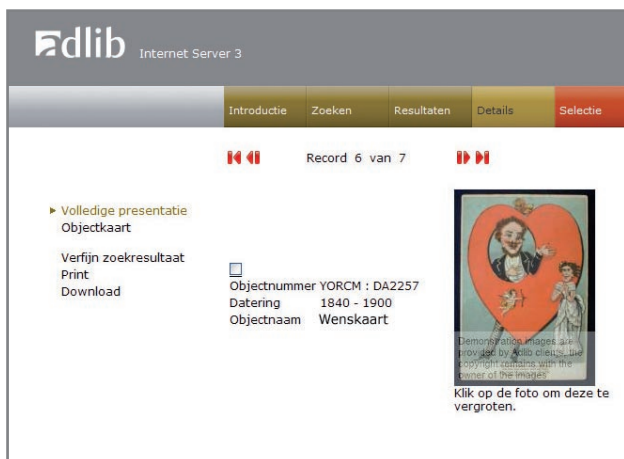 adlib Internet Server 3
Introductie Zoeken Resultaten Details Selectie
Record 6 van 7
Volledige presentatie
Objectkaart
Verfijn zoekresultaat
Print
Download
Objectnummer YORCM : DA2257
Datering 1840 - 1900
Objectnaam Wenskaart
Demonstration images are
provided by Adlib clients, the
copyright remains with the
owner of the images.
Klik op de foto om deze te
vergroten.